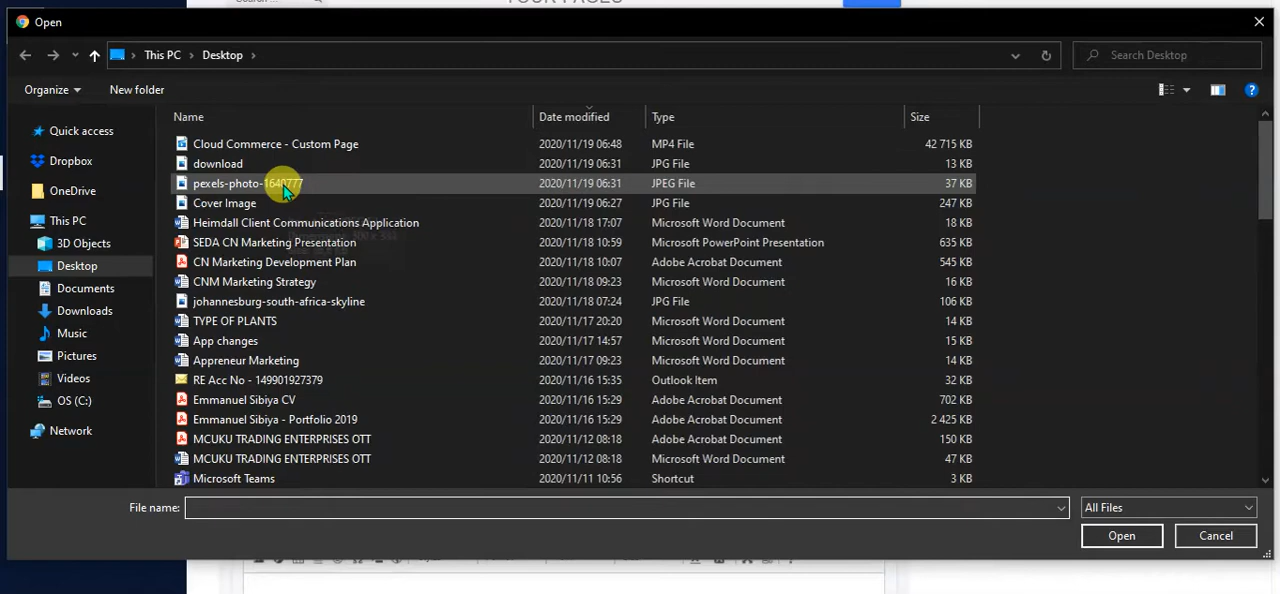 YOUR PAGES
Open
This PC > Desktop >
Search Desktop
Organize
New folder
Name Date modified Type Size
Quick access
Dropbox
OneDrive
This PC
3D Objects
Desktop
Documents
Downloads
Music
Pictures
Videos
OS (C:)
Network
Cloud Commerce - Custom Page 2020/11/19 06:48 MP4 File 42 715 KB
download 2020/11/19 06:31 JPG File 13 KB
pexels-photo-1640777 2020/11/19 06:31 JPEG File 37 KB
Cover Image 2020/11/19 06:27 JPG File 247 KB
Heimdall Client Communications Application 2020/11/18 17:07 Microsoft Word Document 18 KB
SEDA CN Marketing Presentation 2020/11/18 10:59 Microsoft PowerPoint Presentation 635 KB
CN Marketing Development Plan 2020/11/18 10:07 Adobe Acrobat Document 545 KB
CNM Marketing Strategy 2020/11/18 09:23 Microsoft Word Document 16 KB
johannesburg-south-africa-skyline 2020/11/18 07:24 JPG File 106 KB
TYPE OF PLANTS 2020/11/17 20:20 Microsoft Word Document 14 KB
App changes 2020/11/17 14:57 Microsoft Word Document 15 KB
Appreneur Marketing 2020/11/17 09:23 Microsoft Word Document 14 KB
RE Acc No - 149901927379 2020/11/16 15:35 Outlook Item 32 KB
Emmanuel Sibiya CV 2020/11/16 15:29 Adobe Acrobat Document 702 KB
Emmanuel Sibiya - Portfolio 2019 2020/11/16 15:29 Adobe Acrobat Document 2 425 KB
MCUKU TRADING ENTERPRISES OTT 2020/11/12 08:18 Adobe Acrobat Document 150 KB
MCUKU TRADING ENTERPRISES OTT 2020/11/12 08:18 Microsoft Word Document 47 KB
Microsoft Teams 2020/11/11 10:56 Shortcut 3 KB
File name:
All Files
Open
Cancel